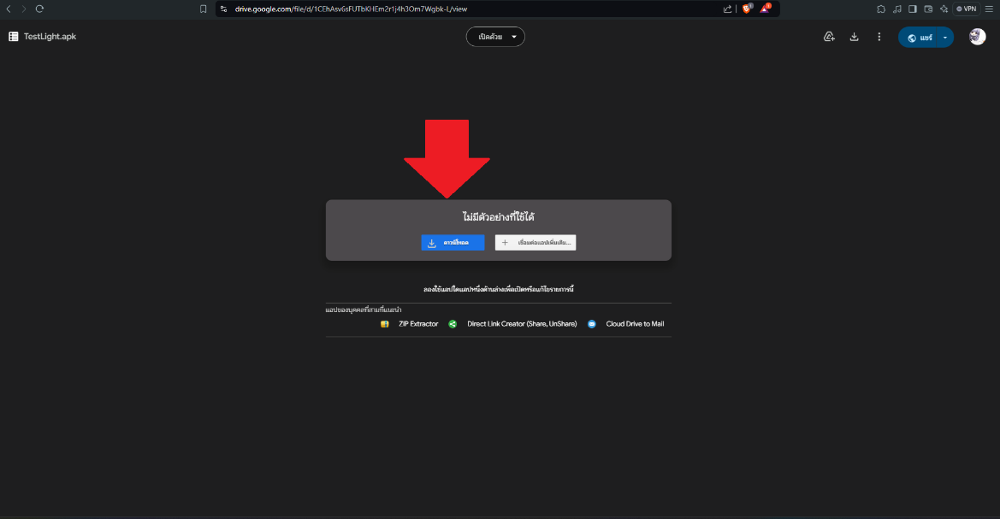 drive.google.com/file/d/1CEhAsv6sFUTbKHEm2r1j4h3Om7Wgbk-L/view
VPN
TestLight.apk
เปิดด้วย
แชร์
ไม่มีตัวอย่างที่ใช้ได้
ดาวน์โหลด
เชื่อมต่อแอปเพิ่มเติม...
ลองใช้แอปใดแอปหนึ่งด้านล่างเพื่อเปิดหรือแก้ไขรายการนี้
แอปของบุคคลที่สามที่แนะนำ
ZIP Extractor
Direct Link Creator (Share, UnShare)
Cloud Drive to Mail